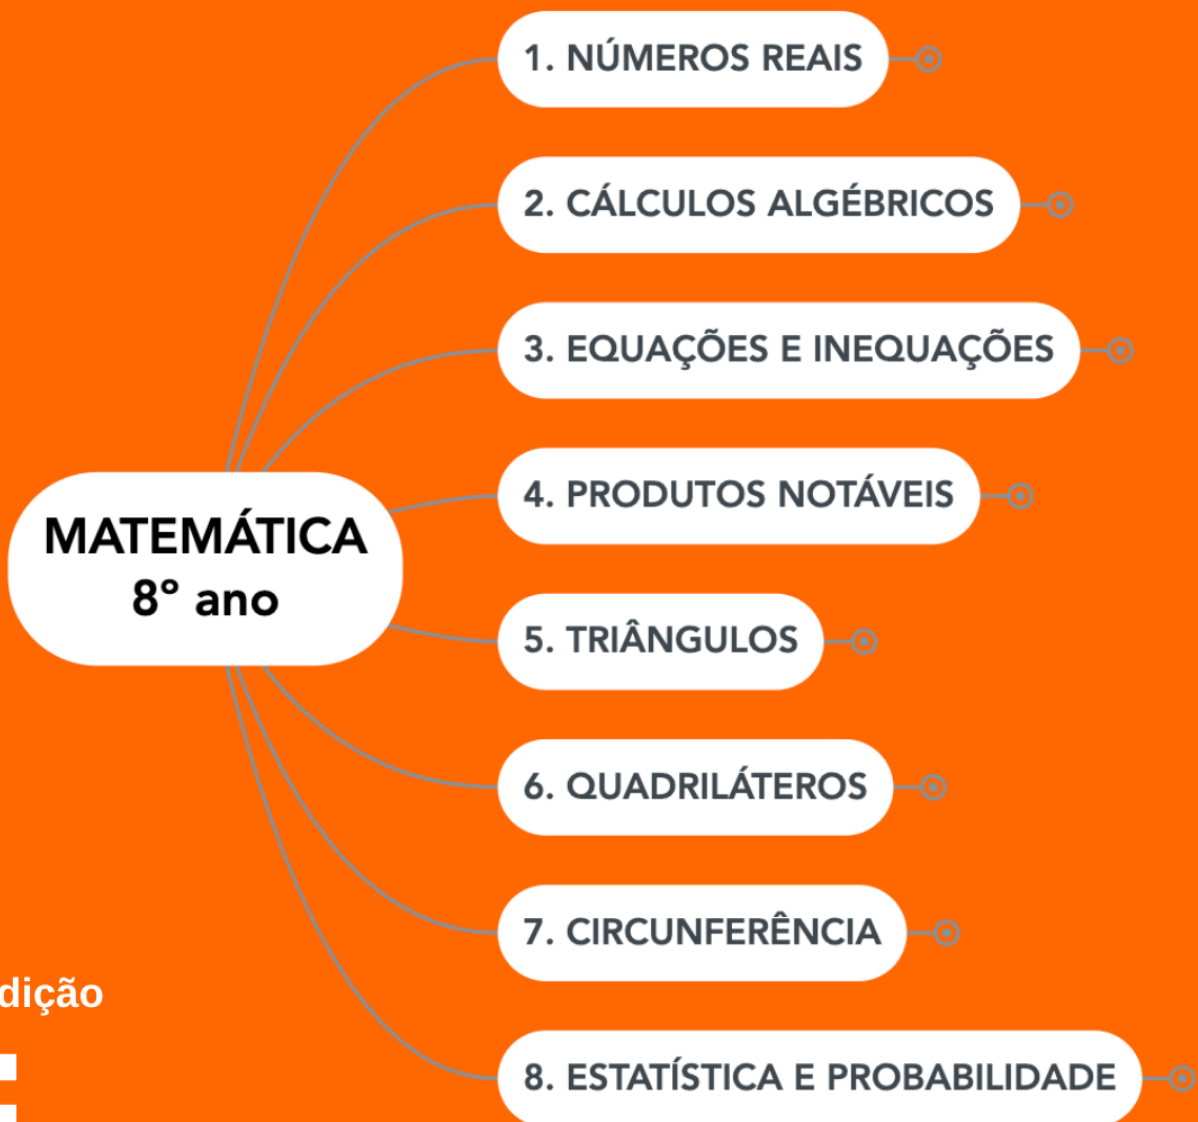 1. NÚMEROS REAIS
2. CÁLCULOS ALGÉBRICOS
3. EQUAÇÕES E INEQUAÇÕES
4. PRODUTOS NOTÁVEIS
MATEMÁTICA
8º ano
5. TRIÂNGULOS
6. QUADRILÁTEROS
7. CIRCUNFERÊNCIA
dição
8. ESTATÍSTICA E PROBABILIDADE